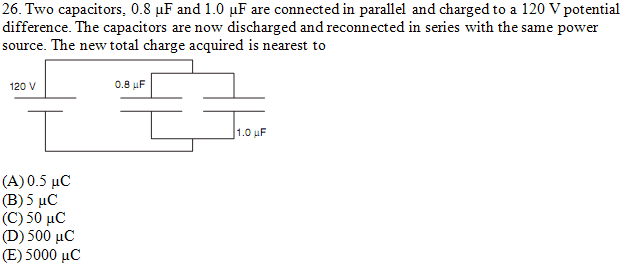 26. Two capacitors, 0.8 µF and 1.0 µF are connected in parallel and charged to a 120 V potential
difference. The capacitors are now discharged and reconnected in series with the same power
source. The new total charge acquired is nearest to
120 V
0.8 µF
1.0 µF
(A) 0.5 µC
(B) 5 µC
(C) 50 µC
(D) 500 µC
(E) 5000 µC